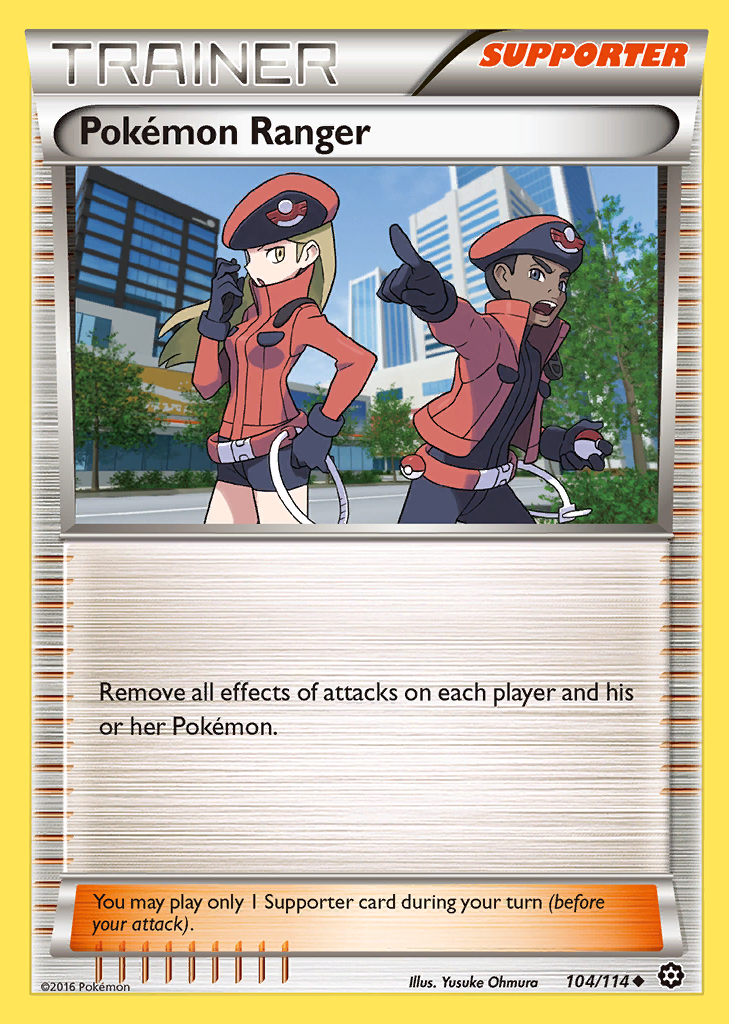 TRAINER
SUPPORTER
Pokémon Ranger
Remove all effects of attacks on each player and his
or her Pokémon.
You may play only 1 Supporter card during your turn (before
your attack).
©2016 Pokémon
Illus. Yusuke Ohmura
104/114